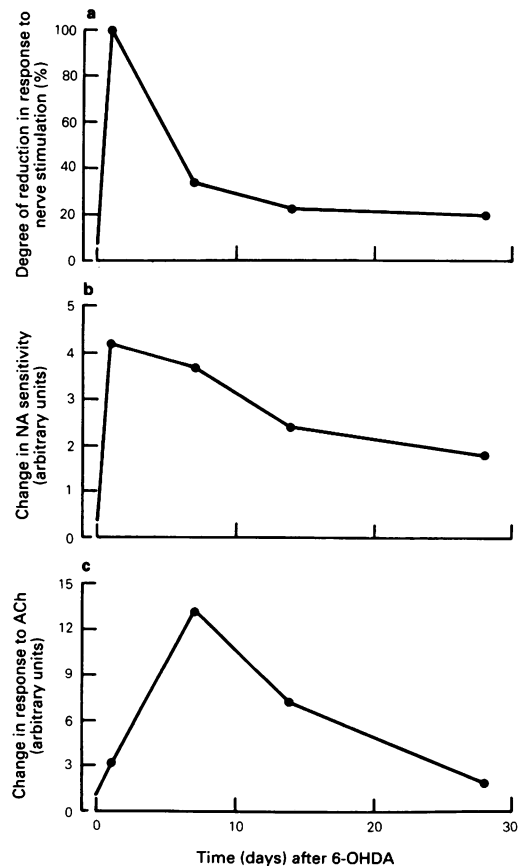 a
Degree of reduction in response to
nerve stimulation (%)
100
80
60
40
20
0
b
Change in NA sensitivity
(arbitrary units)
5
4
3
2
1
0
c
Change in response to ACh
(arbitrary units)
15
12
9
6
3
0
0 10 20 30
Time (days) after 6-OHDA